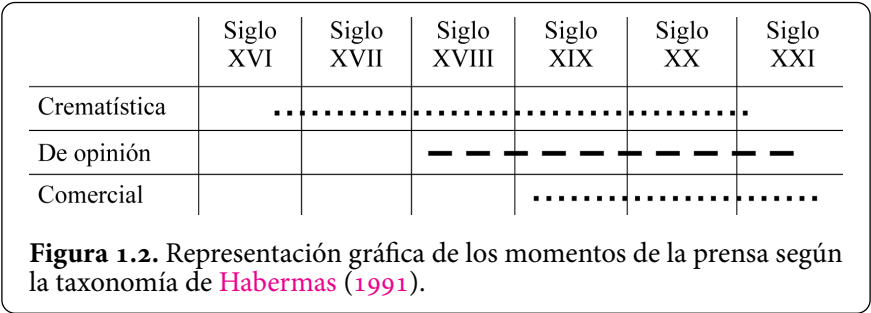 Siglo XVI Siglo XVII Siglo XVIII Siglo XIX Siglo XX Siglo XXI
Crematística
De opinión
Comercial
Figura 1.2. Representación gráfica de los momentos de la prensa según
la taxonomía de Habermas (1991).